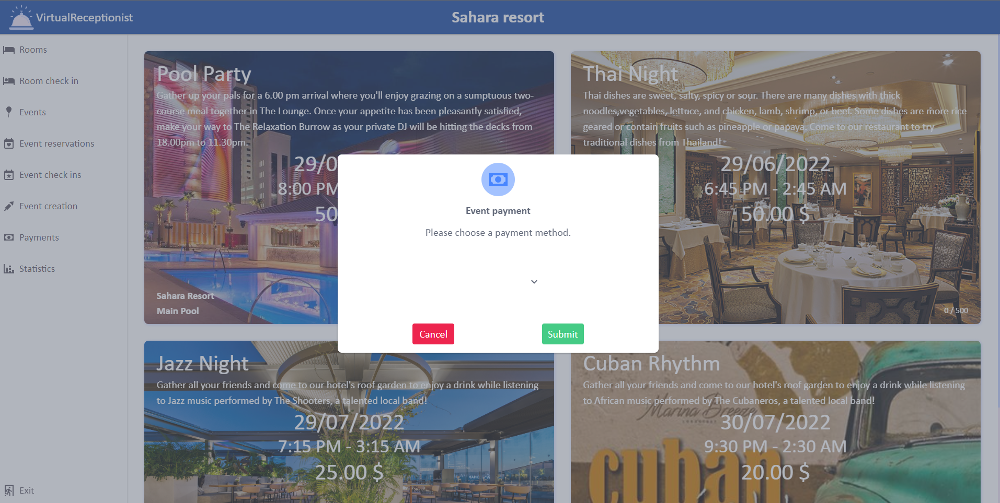 VirtualReceptionist
Sahara resort
Rooms
Room check in
Events
Event reservations
Event check ins
Event creation
Payments
Statistics
Exit
Pool Party
Gather up your pals for a 6.00 pm arrival where you'll enjoy grazing on a sumptuous two-
course meal together in The Lounge. Once your appetite has been pleasantly satisfied,
make your way to The Relaxation Burrow as your private DJ will be hitting the decks from
18.00pm to 11.30pm.
29/0
8:00 PM
50
Sahara Resort
Main Pool
Thai Night
Thai dishes are sweet, salty, spicy or sour. There are many dishes with thick
noodles,vegetables, lettuce, and chicken, lamb, shrimp, or beef. Some dishes are more rice
geared or contain fruits such as pineapple or papaya. Come to our restaurant to try
traditional dishes from Thailand!
29/06/2022
6:45 PM - 2:45 AM
50.00 $
0 / 500
Event payment
Please choose a payment method.
Cancel
Submit
Jazz Night
Gather all your friends and come to our hotel's roof garden to enjoy a drink while listening
to Jazz music performed by The Shooters, a talented local band!
29/07/2022
7:15 PM - 3:15 AM
25.00 $
Cuban Rhythm
Gather all your friends and come to our hotel's roof garden to enjoy a drink while listening
to African music performed by The Cubaneros, a talented local band!
Marina Breeze
30/07/2022
9:30 PM - 2:30 AM
20.00 $
cuban